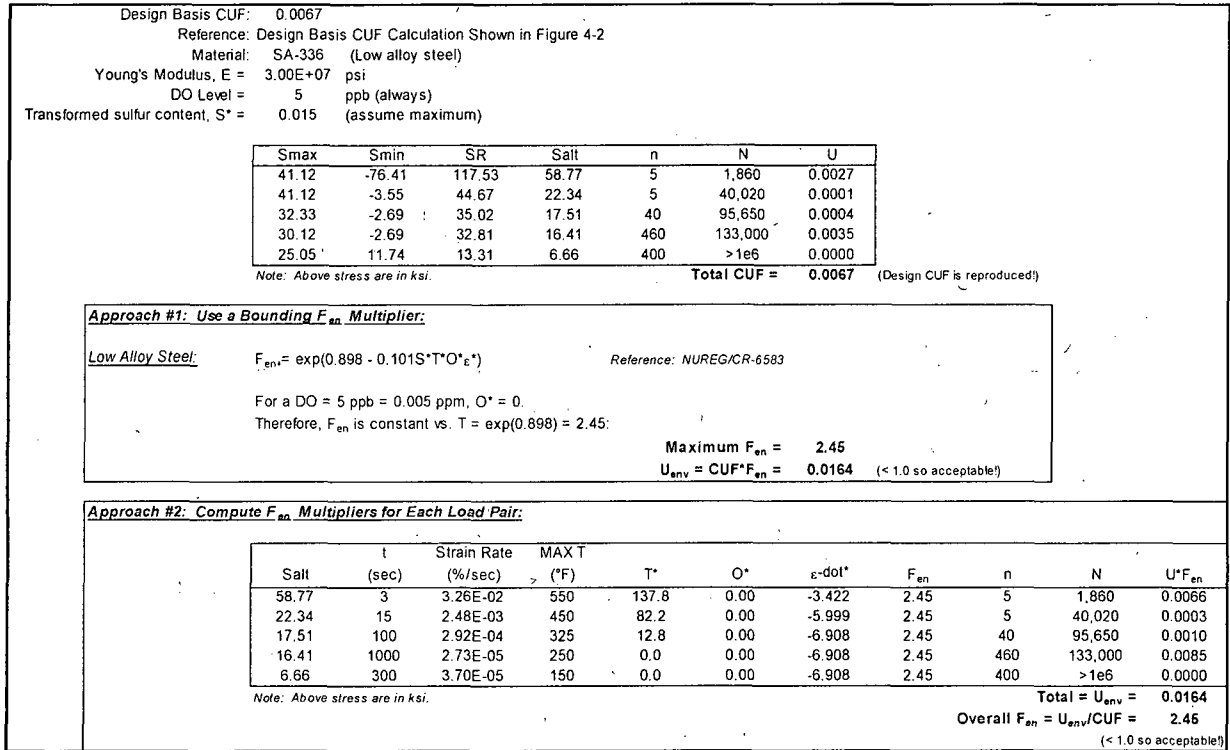 Design Basis CUF: 0.0067
Reference: Design Basis CUF Calculation Shown in Figure 4-2
Material: SA-336 (Low alloy steel)
Young's Modulus, E = 3.00E+07 psi
DO Level = 5 ppb (always)
Transformed sulfur content, S* = 0.015 (assume maximum)
Smax Smin SR Salt n N U
41.12 -76.41 117.53 58.77 5 1,860 0.0027
41.12 -3.55 44.67 22.34 5 40,020 0.0001
32.33 -2.69 35.02 17.51 40 95,650 0.0004
30.12 -2.69 32.81 16.41 460 133,000 0.0035
25.05 11.74 13.31 6.66 400 >1e6 0.0000
Note: Above stress are in ksi. Total CUF = 0.0067 (Design CUF is reproduced!)
Approach #1: Use a Bounding Fen Multiplier:
Low Alloy Steel: Fen = exp(0.898 - 0.101S*T*O*ε*) Reference: NUREG/CR-6583
For a DO = 5 ppb = 0.005 ppm, O* = 0.
Therefore, Fen is constant vs. T = exp(0.898) = 2.45:
Maximum Fen = 2.45
Uenv = CUF*Fen = 0.0164 (< 1.0 so acceptable!)
Approach #2: Compute Fen Multipliers for Each Load Pair:
t Strain Rate MAX T
Salt (sec) (%/sec) (°F) T* O* ε-dot* Fen n N U*Fen
58.77 3 3.26E-02 550 137.8 0.00 -3.422 2.45 5 1,860 0.0066
22.34 15 2.48E-03 450 82.2 0.00 -5.999 2.45 5 40,020 0.0003
17.51 100 2.92E-04 325 12.8 0.00 -6.908 2.45 40 95,650 0.0010
16.41 1000 2.73E-05 250 0.0 0.00 -6.908 2.45 460 133,000 0.0085
6.66 300 3.70E-05 150 0.0 0.00 -6.908 2.45 400 >1e6 0.0000
Note: Above stress are in ksi. Total = Uenv = 0.0164
Overall Fen = Uenv/CUF = 2.45
(< 1.0 so acceptable!)